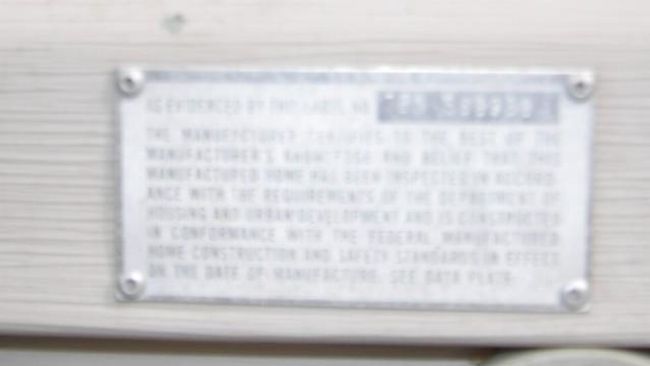 AS EVIDENCED BY THIS LABEL NO.
THE MANUFACTURER CERTIFIES TO THE BEST OF THE
MANUFACTURER'S KNOWLEDGE AND BELIEF THAT THIS
MANUFACTURED HOME HAS BEEN INSPECTED IN ACCORD-
ANCE WITH THE REQUIREMENTS OF THE DEPARTMENT OF
HOUSING AND URBAN DEVELOPMENT AND IS CONSTRUCTED
IN CONFORMANCE WITH THE FEDERAL MANUFACTURED
HOME CONSTRUCTION AND SAFETY STANDARDS IN EFFECT
ON THE DATE OF MANUFACTURE. SEE DATA PLATE.